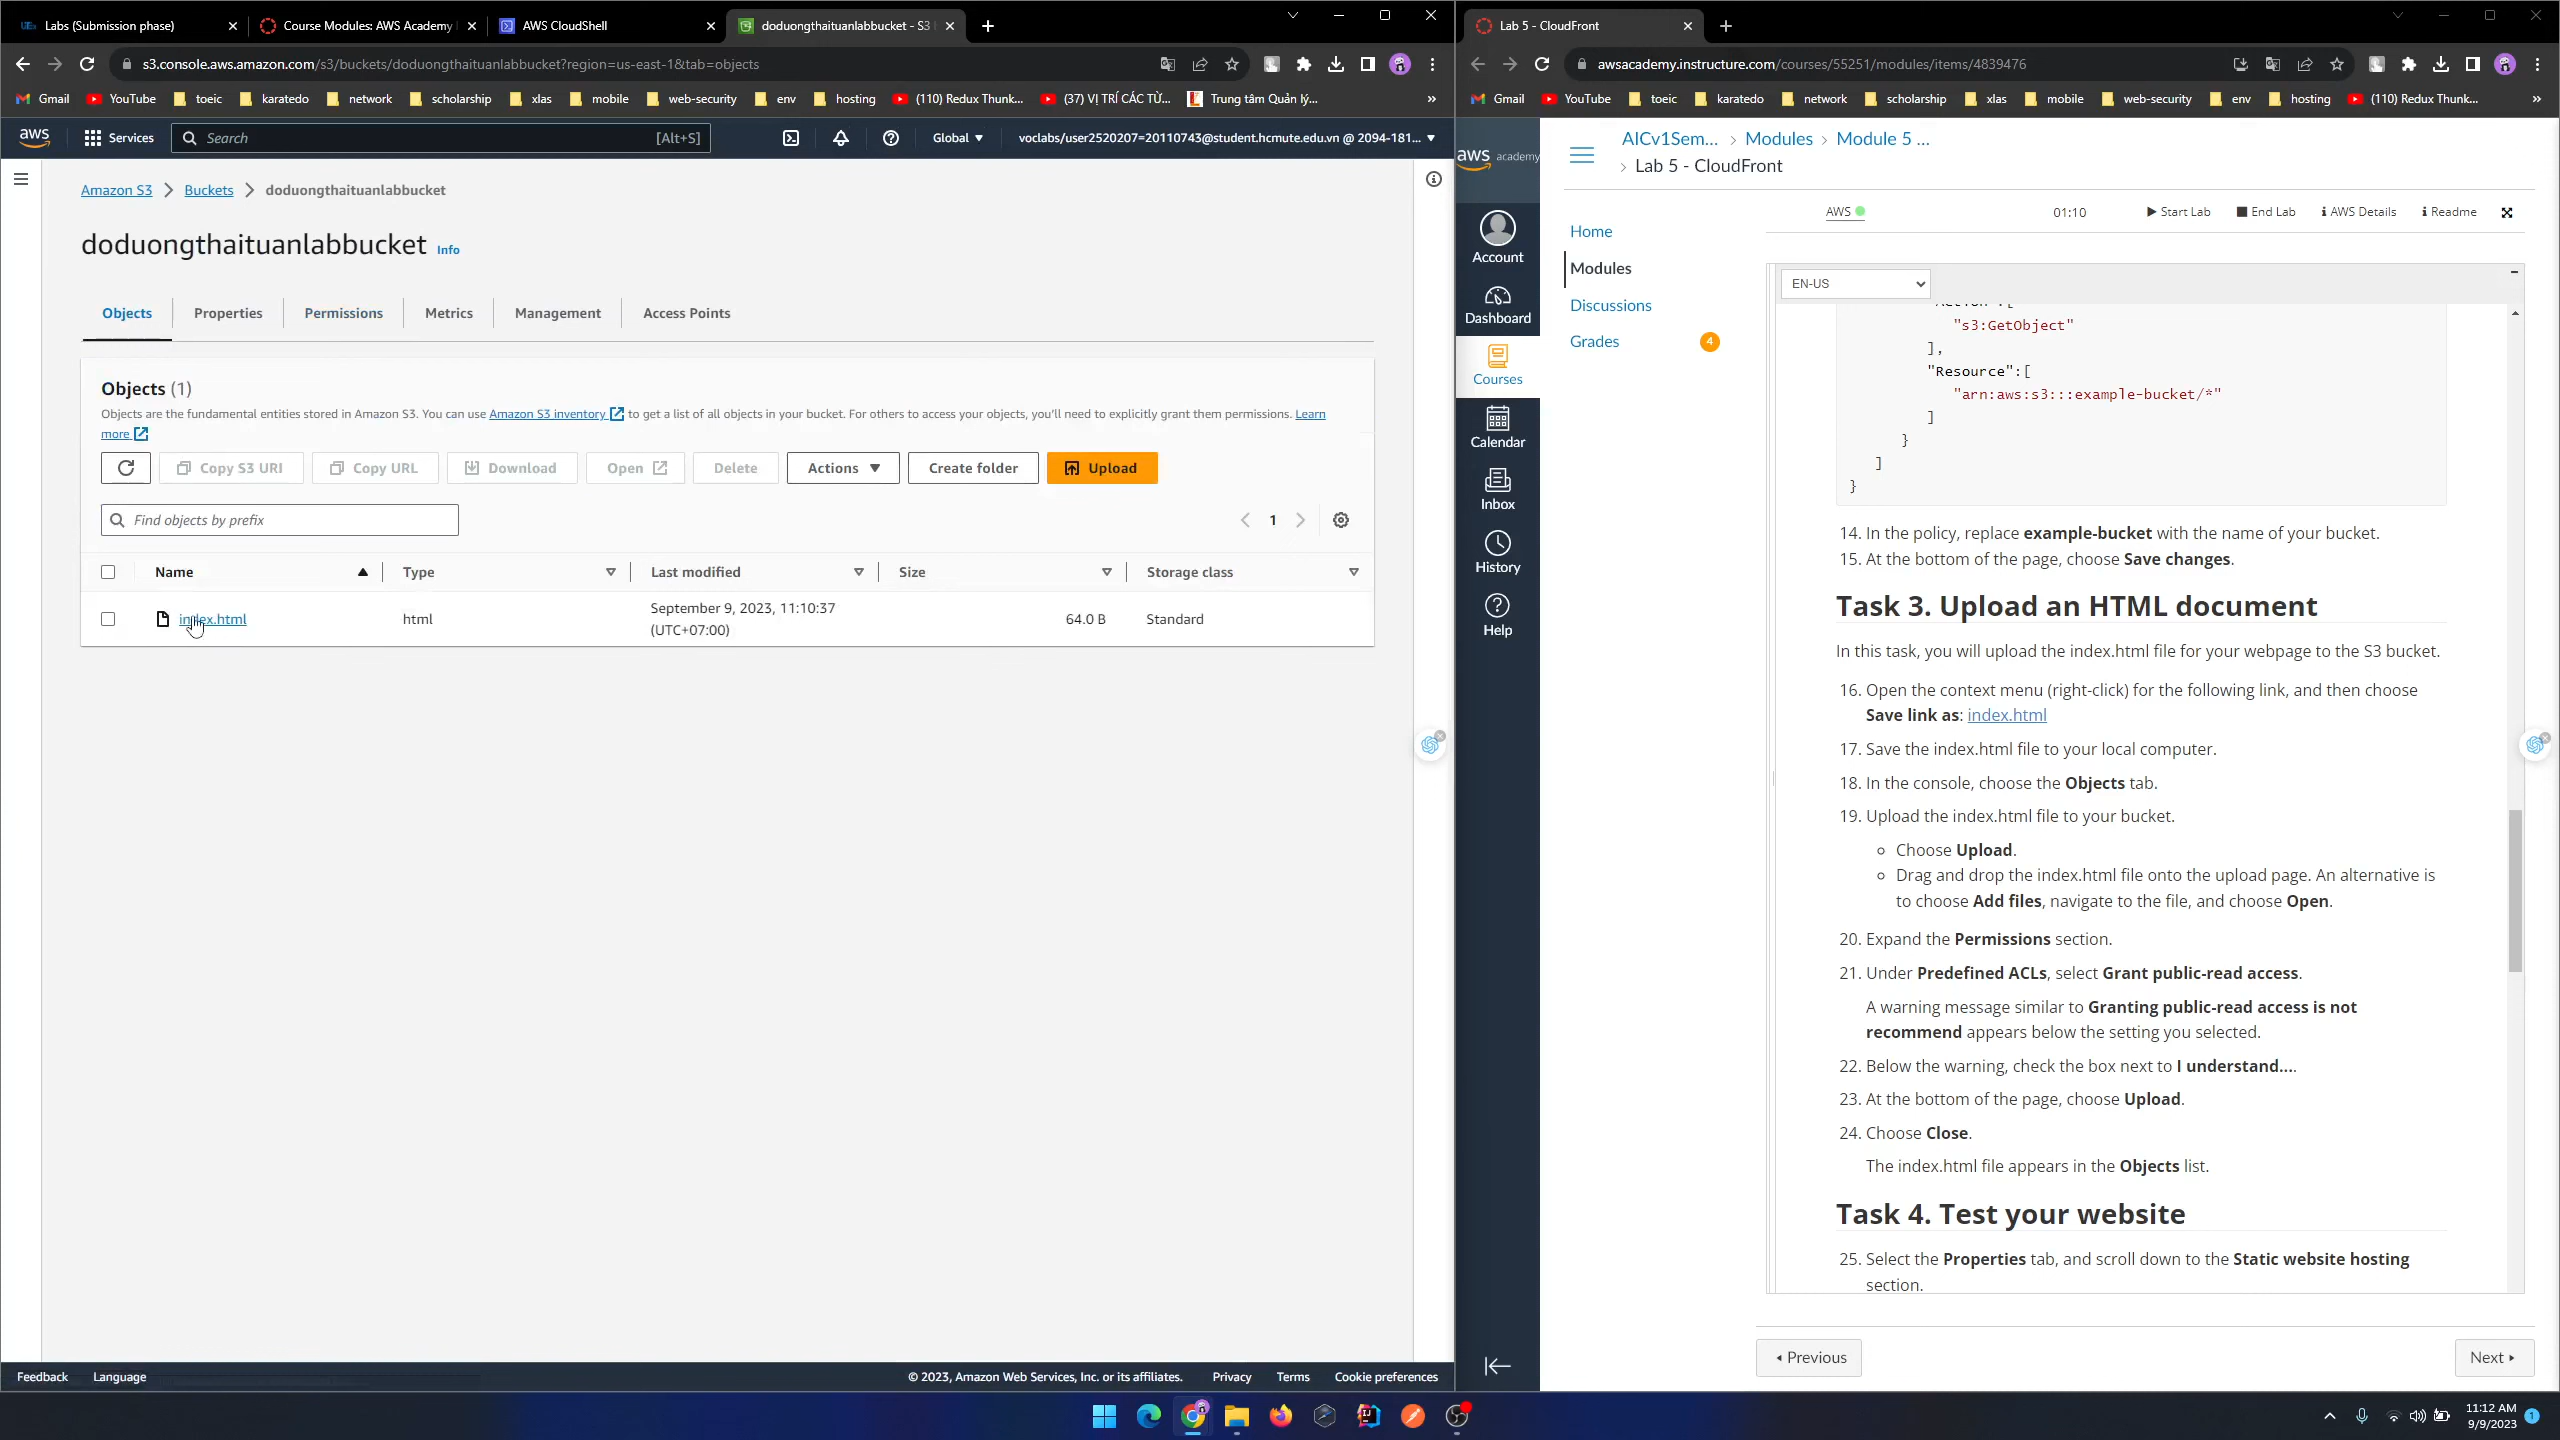 Labs (Submission phase)
Course Modules: AWS Academy
AWS CloudShell
doduongthaituanlabbucket - S3
s3.console.aws.amazon.com/s3/buckets/doduongthaituanlabbucket?region=us-east-1&tab=objects
Gmail
YouTube
toeic
karatedo
network
scholarship
xlas
mobile
web-security
env
hosting
(110) Redux Thunk...
(37) VỊ TRÍ CÁC TỪ...
Trung tâm Quản lý...
»
aws
Services
Search
[Alt+S]
Global
voclabs/user2520207=20110743@student.hcmute.edu.vn @ 2094-181...
Amazon S3
Buckets
doduongthaituanlabbucket
doduongthaituanlabbucket Info
Objects
Properties
Permissions
Metrics
Management
Access Points
Objects (1)
Objects are the fundamental entities stored in Amazon S3. You can use Amazon S3 inventory to get a list of all objects in your bucket. For others to access your objects, you'll need to explicitly grant them permissions. Learn
more
Copy S3 URI
Copy URL
Download
Open
Delete
Actions
Create folder
Upload
Find objects by prefix
1
Name
Type
Last modified
Size
Storage class
index.html
html
September 9, 2023, 11:10:37
(UTC+07:00)
64.0 B
Standard
Feedback
Language
© 2023, Amazon Web Services, Inc. or its affiliates.
Privacy
Terms
Cookie preferences
Lab 5 - CloudFront
awsacademy.instructure.com/courses/55251/modules/items/4839476
Gmail
YouTube
toeic
karatedo
network
scholarship
xlas
mobile
web-security
env
hosting
(110) Redux Thunk...
»
aws academy
Account
Dashboard
Courses
Calendar
Inbox
History
Help
AICv1Sem...
Modules
Module 5 ...
Lab 5 - CloudFront
Home
Modules
Discussions
Grades
4
AWS
01:10
Start Lab
End Lab
AWS Details
Readme
EN-US
"Action":[
"s3:GetObject"
],
"Resource":[
"arn:aws:s3:::example-bucket/*"
]
}
]
}
14. In the policy, replace example-bucket with the name of your bucket.
15. At the bottom of the page, choose Save changes.
Task 3. Upload an HTML document
In this task, you will upload the index.html file for your webpage to the S3 bucket.
16. Open the context menu (right-click) for the following link, and then choose
Save link as: index.html
17. Save the index.html file to your local computer.
18. In the console, choose the Objects tab.
19. Upload the index.html file to your bucket.
Choose Upload.
Drag and drop the index.html file onto the upload page. An alternative is
to choose Add files, navigate to the file, and choose Open.
20. Expand the Permissions section.
21. Under Predefined ACLs, select Grant public-read access.
A warning message similar to Granting public-read access is not
recommend appears below the setting you selected.
22. Below the warning, check the box next to I understand....
23. At the bottom of the page, choose Upload.
24. Choose Close.
The index.html file appears in the Objects list.
Task 4. Test your website
25. Select the Properties tab, and scroll down to the Static website hosting
section.
Previous
Next
11:12 AM
9/9/2023
1